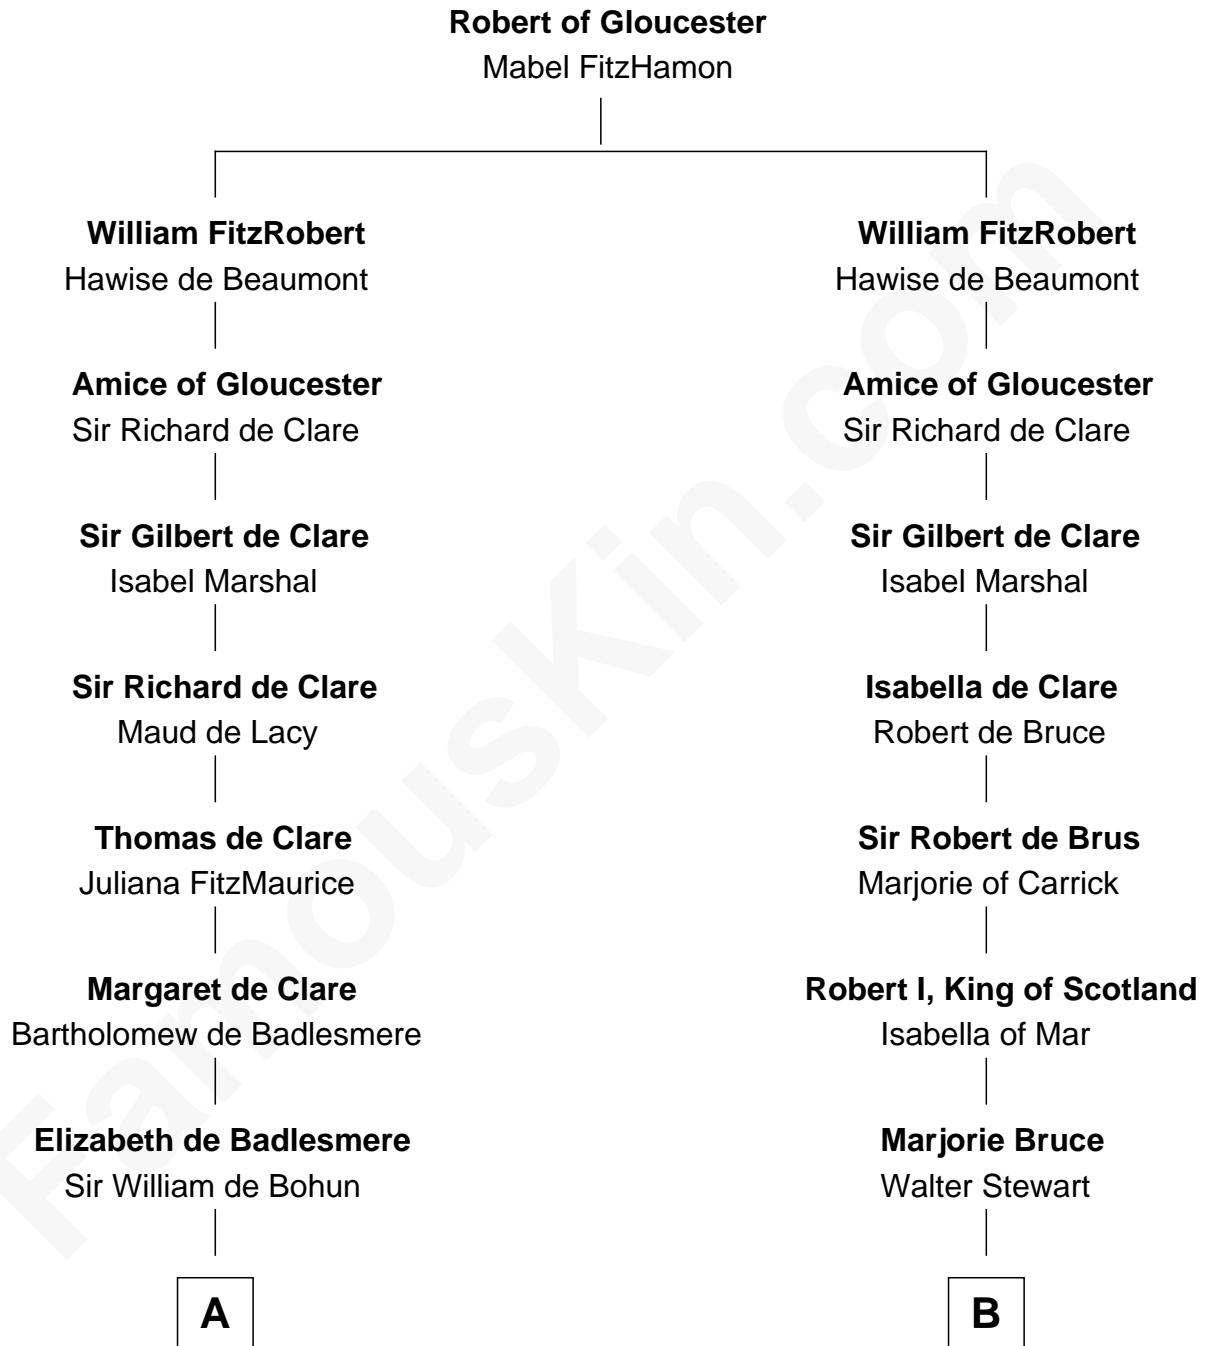 Robert of Gloucester
Mabel FitzHamon
William FitzRobert
Hawise de Beaumont
Amice of Gloucester
Sir Richard de Clare
Sir Gilbert de Clare
Isabel Marshal
Sir Richard de Clare
Maud de Lacy
Thomas de Clare
Juliana FitzMaurice
Margaret de Clare
Bartholomew de Badlesmere
Elizabeth de Badlesmere
Sir William de Bohun
A
William FitzRobert
Hawise de Beaumont
Amice of Gloucester
Sir Richard de Clare
Sir Gilbert de Clare
Isabel Marshal
Isabella de Clare
Robert de Bruce
Sir Robert de Brus
Marjorie of Carrick
Robert I, King of Scotland
Isabella of Mar
Marjorie Bruce
Walter Stewart
B
FamousKin.com